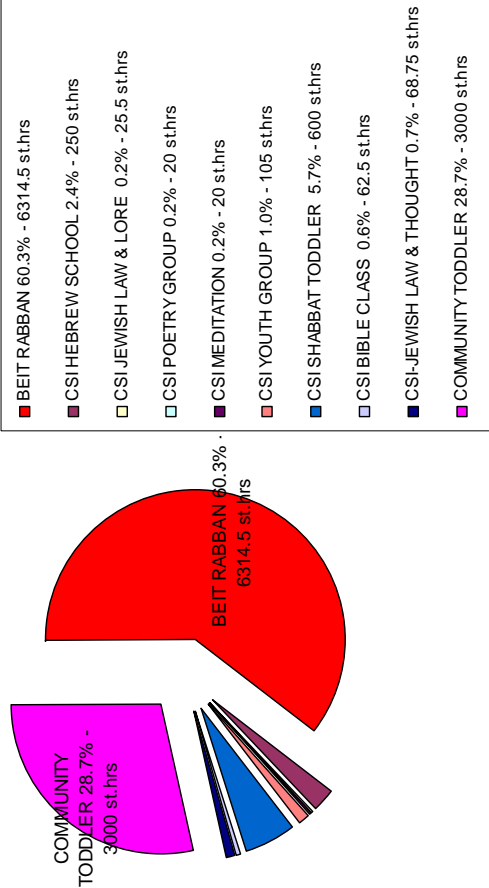 COMMUNITY
TODDLER 28.7% -
3000 st.hrs
BEIT RABBAN 60.3% -
6314.5 st.hrs
BEIT RABBAN 60.3% - 6314.5 st.hrs
CSI HEBREW SCHOOL 2.4% - 250 st.hrs
CSI JEWISH LAW & LORE 0.2% - 25.5 st.hrs
CSI POETRY GROUP 0.2% - 20 st.hrs
CSI MEDITATION 0.2% - 20 st.hrs
CSI YOUTH GROUP 1.0% - 105 st.hrs
CSI SHABBAT TODDLER 5.7% - 600 st.hrs
CSI BIBLE CLASS 0.6% - 62.5 st.hrs
CSI-JEWISH LAW & THOUGHT 0.7% - 68.75 st.hrs
COMMUNITY TODDLER 28.7% - 3000 st.hrs